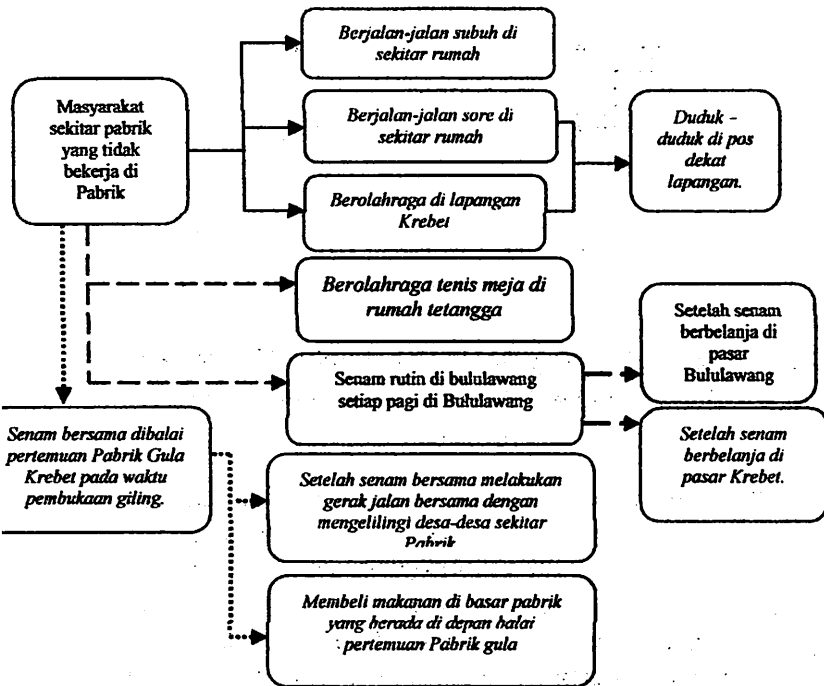 Berjalan-jalan subuh di
sekitar rumah
Masyarakat
sekitar pabrik
yang tidak
bekerja di
Pabrik
Berjalan-jalan sore di
sekitar rumah
Duduk –
duduk di pos
dekat
lapangan.
Berolahraga di lapangan
Krebet
Berolahraga tenis meja di
rumah tetangga
Setelah senam
berbelanja di
pasar
Bululawang
Senam rutin di bululawang
setiap pagi di Bululawang
Senam bersama dibalai
pertemuan Pabrik Gula
Krebet pada waktu
pembukaan giling.
Setelah senam
berbelanja di
pasar Krebet.
Setelah senam bersama melakukan
gerak jalan bersama dengan
mengelilingi desa-desa sekitar
Pabrik
Membeli makanan di basar pabrik
yang berada di depan balai
pertemuan Pabrik gula